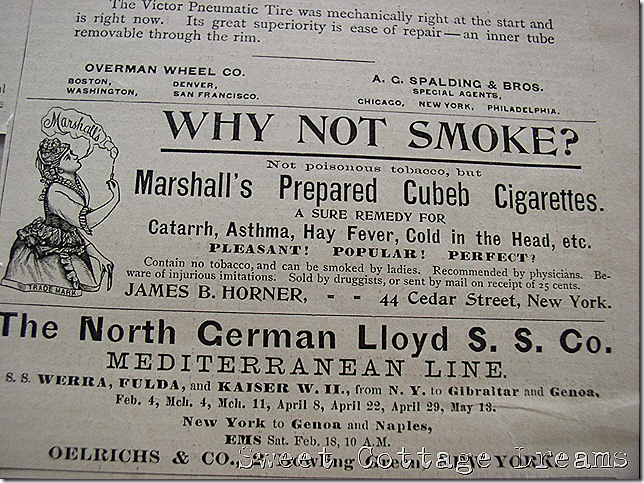 The Victor Pneumatic Tire was mechanically right at the start and
is right now. Its great superiority is ease of repair—an inner tube
removable through the rim.
OVERMAN WHEEL CO.
BOSTON, DENVER,
WASHINGTON, SAN FRANCISCO.
A. G. SPALDING & BROS.
SPECIAL AGENTS,
CHICAGO, NEW YORK, PHILADELPHIA.
Marshall's
TRADE MARK
WHY NOT SMOKE?
Not poisonous tobacco, but
Marshall's Prepared Cubeb Cigarettes.
A SURE REMEDY FOR
Catarrh, Asthma, Hay Fever, Cold in the Head, etc.
PLEASANT! POPULAR! PERFECT?
Contain no tobacco, and can be smoked by ladies. Recommended by physicians. Be-
ware of injurious imitations. Sold by druggists, or sent by mail on receipt of 25 cents.
JAMES B. HORNER, - - 44 Cedar Street, New York.
The North German Lloyd S. S. Co.
MEDITERRANEAN LINE.
S. S. WERRA, FULDA, and KAISER W. II., from N. Y. to Gibraltar and Genoa,
Feb. 4, Mch. 4, Mch. 11, April 8, April 22, April 29, May 13.
New York to Genoa and Naples,
EMS Sat. Feb. 18, 10 A.M.
OELRICHS & CO., 2 Bowling Green, NEW YORK.
Sweet Cottage Dreams